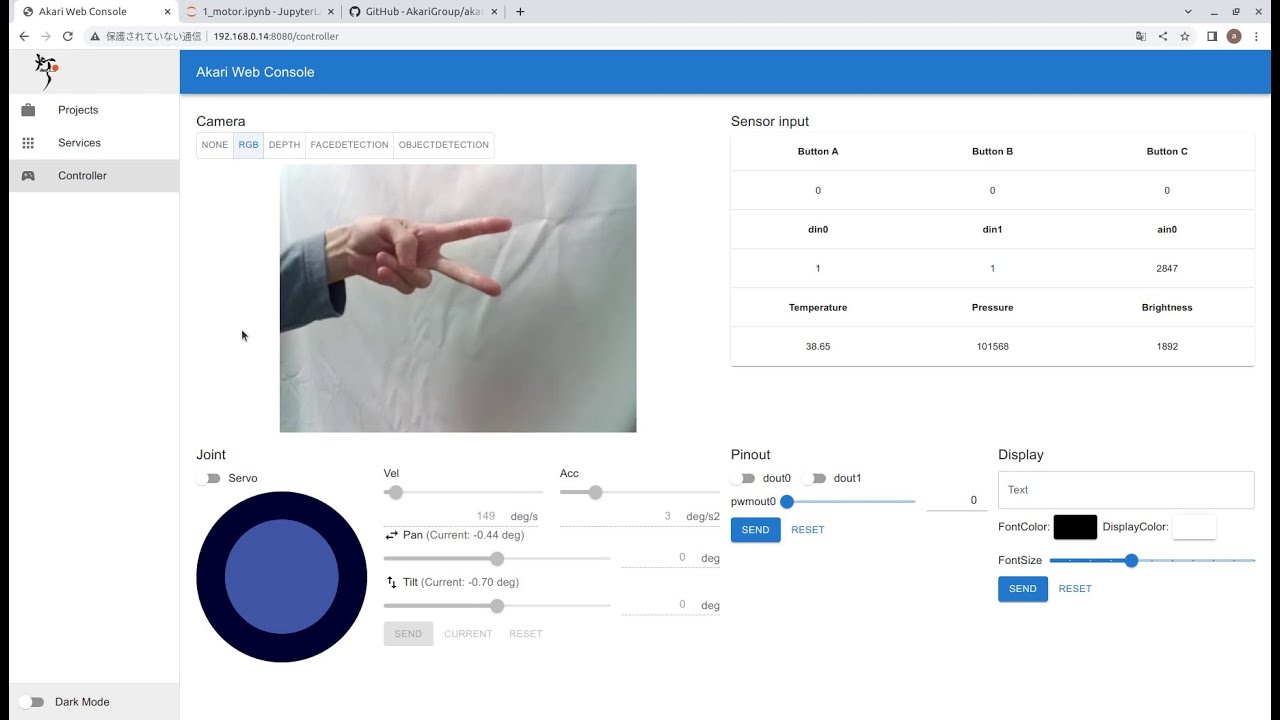 Akari Web Console
1_motor.ipynb - JupyterLa
GitHub - AkariGroup/akar
保護されていない通信 192.168.0.14:8080/controller
a
Akari Web Console
Projects
Services
Controller
Camera
NONE RGB DEPTH FACEDETECTION OBJECTDETECTION
Sensor input
Button A Button B Button C
0 0 0
din0 din1 ain0
1 1 2847
Temperature Pressure Brightness
38.65 101568 1892
Joint
Servo
Vel
149 deg/s
Acc
3 deg/s2
Pan (Current: -0.44 deg)
0 deg
Tilt (Current: -0.70 deg)
0 deg
SEND CURRENT RESET
Pinout
dout0 dout1
pwmout0 0
SEND RESET
Display
Text
FontColor: DisplayColor:
FontSize
SEND RESET
Dark Mode